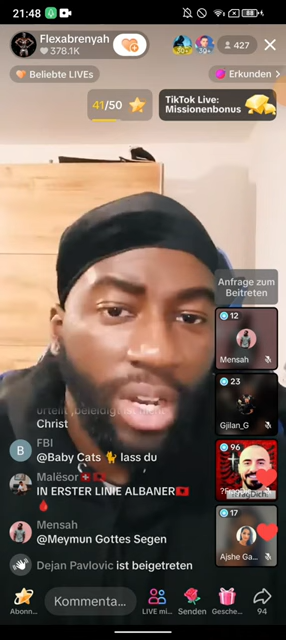 21:48
Flexabrenyah
378.1K
427
Beliebte LIVEs
Erkunden >
41/50
TikTok Live:
Missionenbonus
Anfrage zum
Beitreten
12
Mensah
23
Gjilan_G
96
#FragDich
17
Ajshe Ga...
Christ
FBI
@Baby Cats 🐈 lass du
Malësor
IN ERSTER LINIE ALBANER🇦🇱
🩸
Mensah
@Meymun Gottes Segen
Dejan Pavlovic ist beigetreten
Abonn...
Kommenta...
LIVE mi...
Senden
Gesche...
94